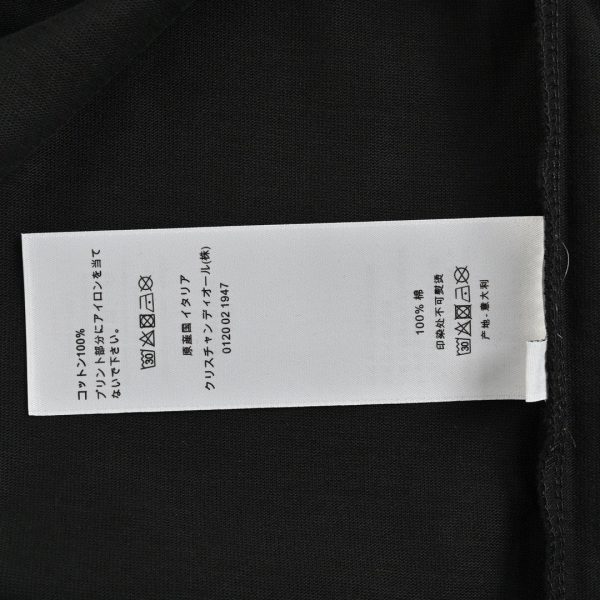 コットン100%
プリント部分にアイロンを当て
ないで下さい。
30
原産国 イタリア
クリスチャン ディオール(株)
0120 02 1947
100% 棉
印染处不可熨烫
30
产地 - 意大利